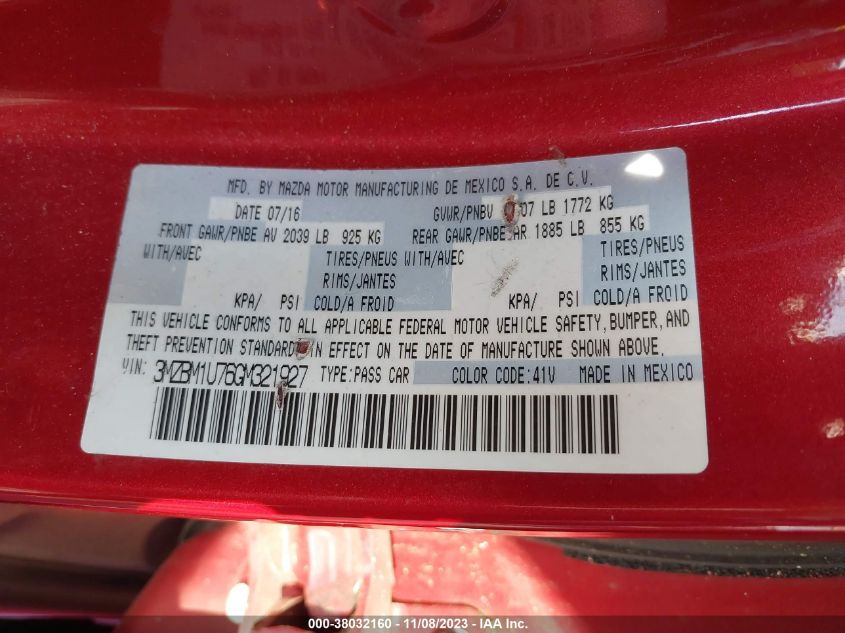 MFD. BY MAZDA MOTOR MANUFACTURING DE MEXICO S.A. DE C.V.
DATE 07/16 GVWR/PNBV LB 1772 KG
FRONT GAWR/PNBE AV 2039 LB 925 KG REAR GAWR/PNBE AR 1885 LB 855 KG
WITH/AVEC TIRES/PNEUS WITH/AVEC TIRES/PNEUS
RIMS/JANTES RIMS/JANTES
KPA/ PSI COLD/A FROID KPA/ PSI COLD/A FROID
THIS VEHICLE CONFORMS TO ALL APPLICABLE FEDERAL MOTOR VEHICLE SAFETY, BUMPER, AND
THEFT PREVENTION STANDARDS IN EFFECT ON THE DATE OF MANUFACTURE SHOWN ABOVE.
VIN: 3MZBM1U76GM321927 TYPE:PASS CAR COLOR CODE:41V MADE IN MEXICO
000-38032160 - 11/08/2023 - IAA Inc.